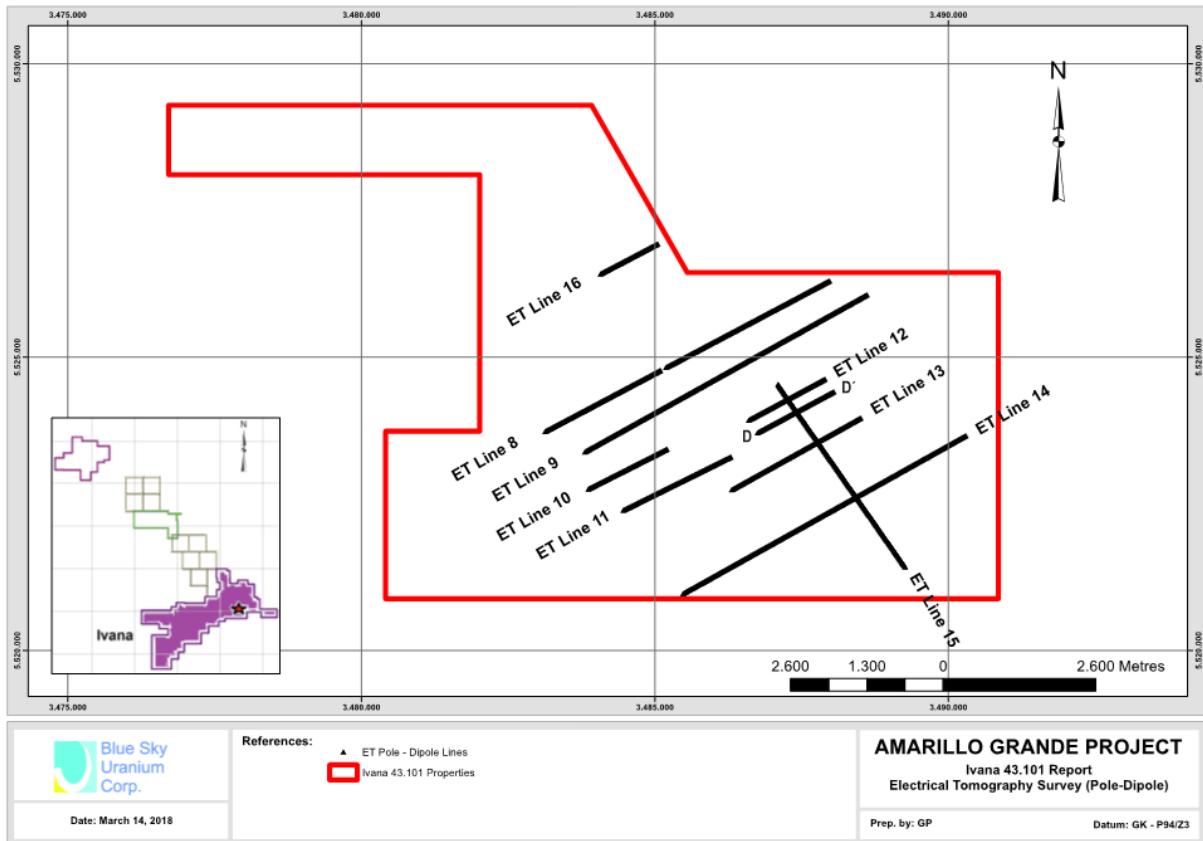 3.475.000
3.480.000
3.485.000
3.490.000
5.530.000
5.530.000
N
ET Line 16
5.525.000
5.525.000
ET Line 12
D´
ET Line 13
ET Line 14
D
ET Line 8
ET Line 9
ET Line 10
ET Line 11
ET Line 15
N
Ivana
5.520.000
5.520.000
2.600 1.300 0 2.600 Metres
3.475.000
3.480.000
3.485.000
3.490.000
Blue Sky
Uranium
Corp.
Date: March 14, 2018
References:
ET Pole - Dipole Lines
Ivana 43.101 Properties
AMARILLO GRANDE PROJECT
Ivana 43.101 Report
Electrical Tomography Survey (Pole-Dipole)
Prep. by: GP
Datum: GK - P94/Z3